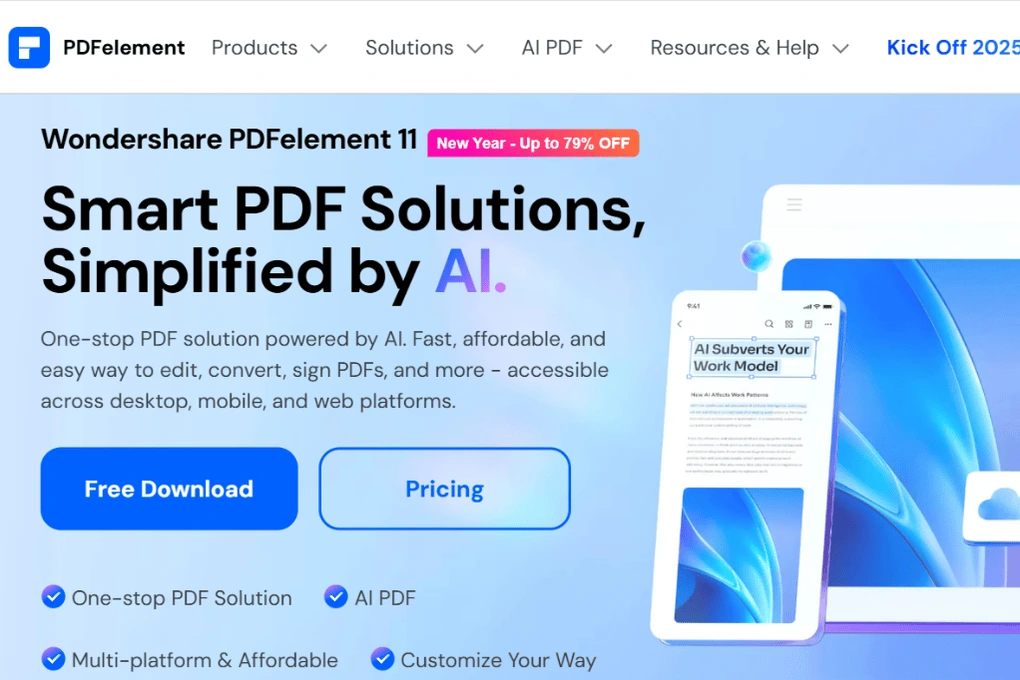 PDFelement Products Solutions AI PDF Resources & Help Kick Off 2025
Wondershare PDFelement 11 New Year - Up to 79% OFF
Smart PDF Solutions,
Simplified by AI.
One-stop PDF solution powered by AI. Fast, affordable, and
easy way to edit, convert, sign PDFs, and more - accessible
across desktop, mobile, and web platforms.
Free Download Pricing
One-stop PDF Solution AI PDF
Multi-platform & Affordable Customize Your Way
9:41
AI Subverts Your
Work Model
How AI Affects Work Patterns